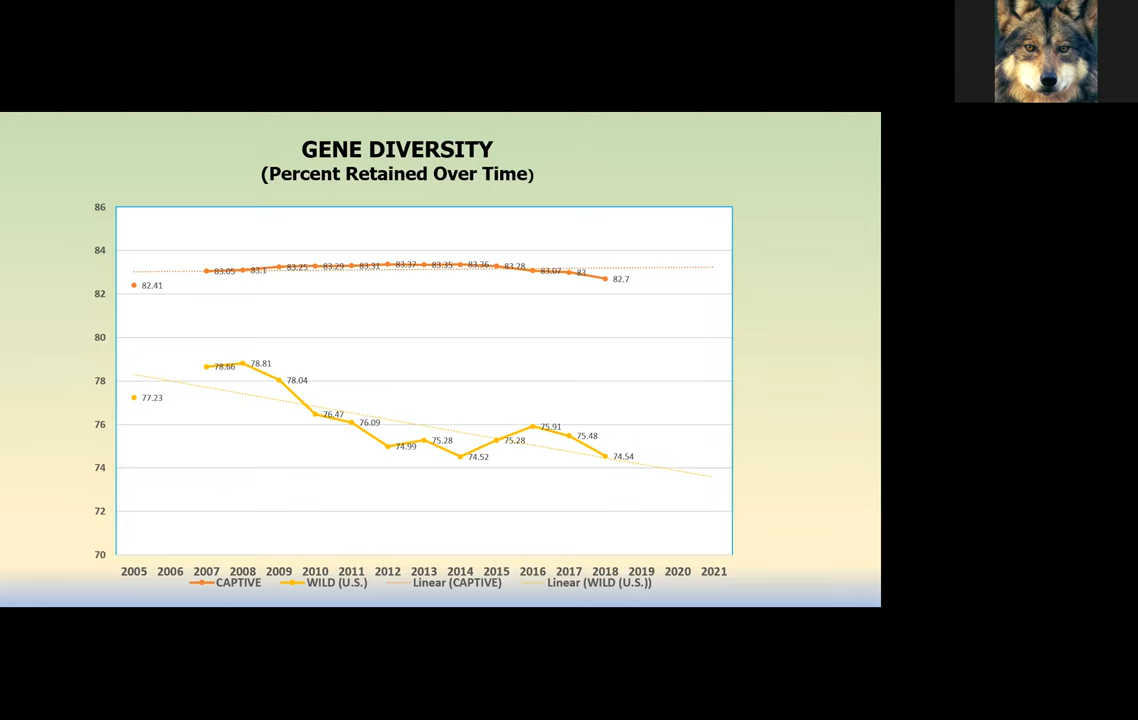 GENE DIVERSITY
(Percent Retained Over Time)
86
84
83.05 83.1 83.25 83.29 83.31 83.37 83.35 83.36 83.28 83.07 83
82.41 82.7
82
80
78.66 78.81
78.04
78
77.23
76.47
76.09
76
75.28 75.28 75.91 75.48
74.99 74.52 74.54
74
72
70
2005 2006 2007 2008 2009 2010 2011 2012 2013 2014 2015 2016 2017 2018 2019 2020 2021
CAPTIVE WILD (U.S.) Linear (CAPTIVE) Linear (WILD (U.S.))